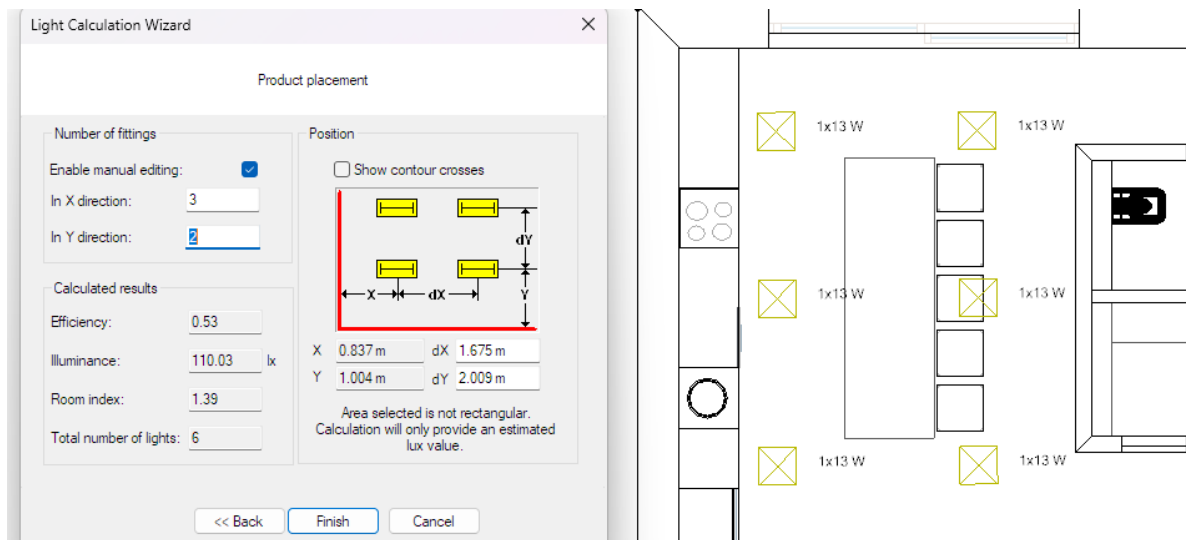 Light Calculation Wizard
Product placement
Number of fittings
Enable manual editing:
In X direction: 3
In Y direction: 2
Calculated results
Efficiency: 0.53
Illuminance: 110.03 lx
Room index: 1.39
Total number of lights: 6
Position
Show contour crosses
dY
X dX Y
X 0.837 m dX 1.675 m
Y 1.004 m dY 2.009 m
Area selected is not rectangular.
Calculation will only provide an estimated
lux value.
<< Back Finish Cancel
1x13 W 1x13 W
1x13 W 1x13 W
1x13 W 1x13 W